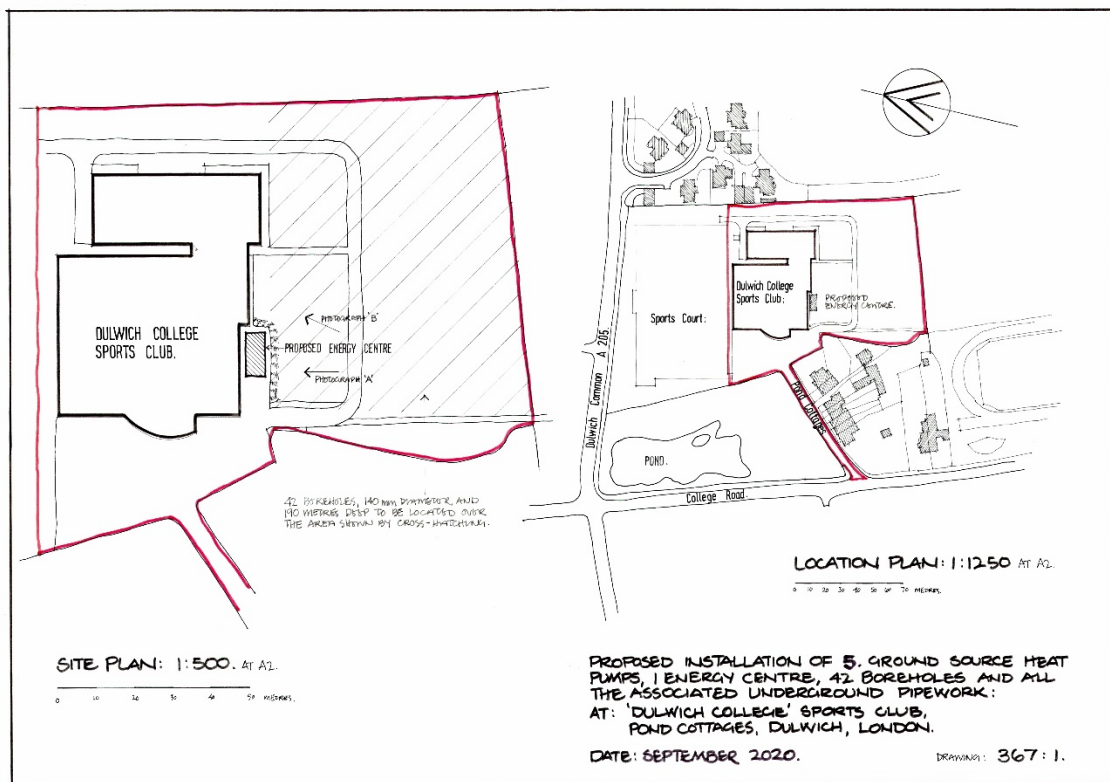 DULWICH COLLEGE
SPORTS CLUB.
PHOTOGRAPH 'B'
PROPOSED ENERGY CENTRE
PHOTOGRAPH 'A'
42 BOREHOLES, 140 mm DIAMETER AND
190 METRES DEEP TO BE LOCATED OVER
THE AREA SHOWN BY CROSS-HATCHING.
SITE PLAN: 1:500. AT A2.
0 10 20 30 40 50 METRES.
Dulwich College
Sports Club:
PROPOSED
ENERGY CENTRE.
Sports Court:
Dulwich Common A 205
Pond Cottages
POND.
College Road
LOCATION PLAN: 1:1250 AT A2.
0 10 20 30 40 50 60 70 METRES.
PROPOSED INSTALLATION OF 5. GROUND SOURCE HEAT
PUMPS, 1 ENERGY CENTRE, 42 BOREHOLES AND ALL
THE ASSOCIATED UNDERGROUND PIPEWORK:
AT: 'DULWICH COLLEGE' SPORTS CLUB,
POND COTTAGES, DULWICH, LONDON.
DATE: SEPTEMBER 2020.
DRAWING: 367:1.